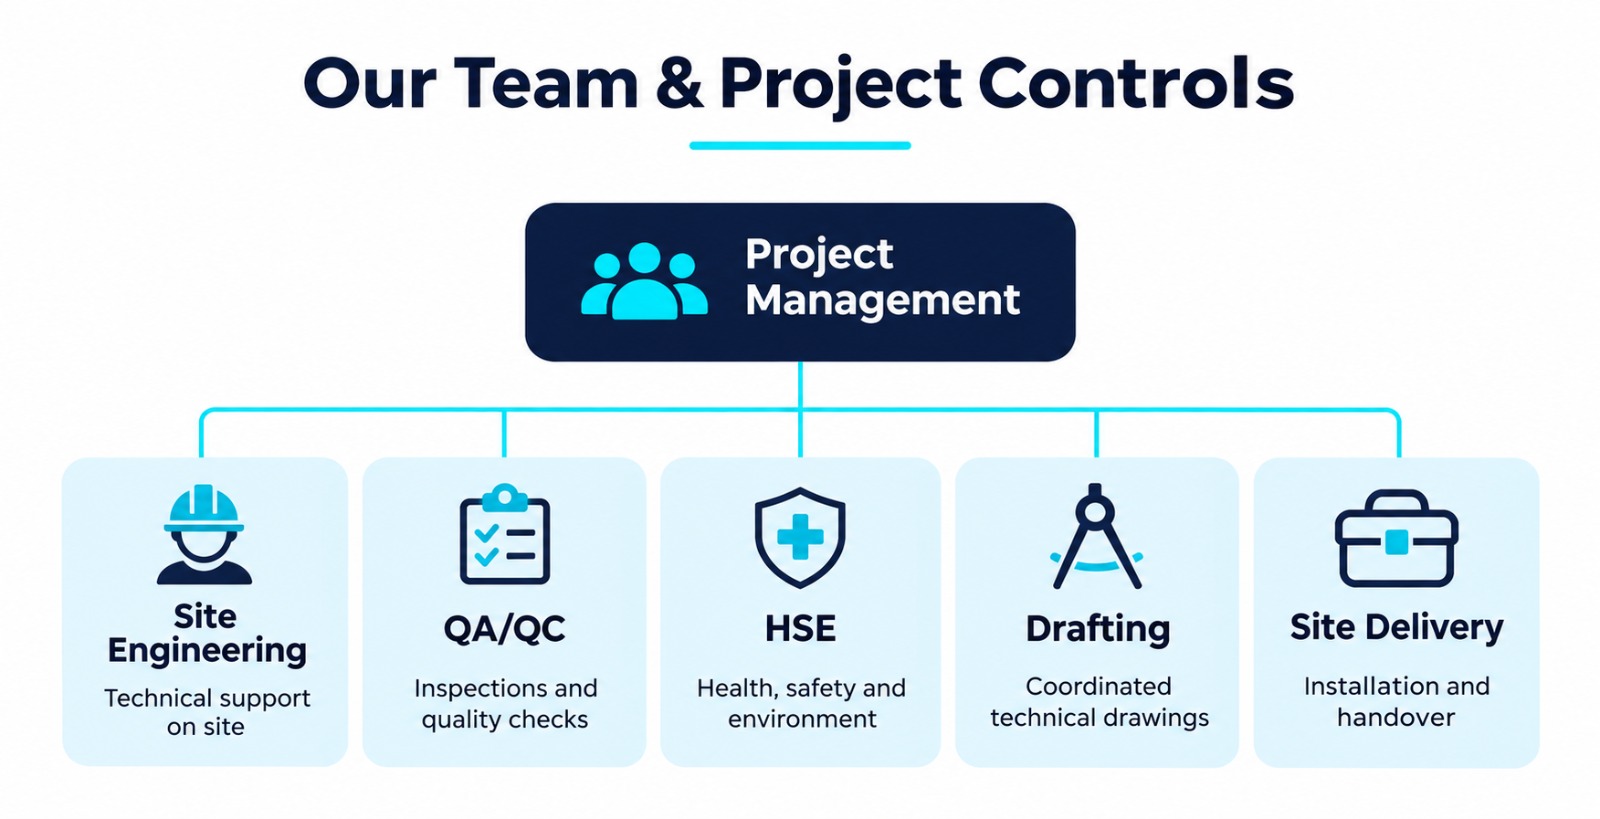 Our Team & Project Controls
Project
Management
Site
Engineering
Technical support
on site
QA/QC
Inspections and
quality checks
HSE
Health, safety and
environment
Drafting
Coordinated
technical drawings
Site Delivery
Installation and
handover